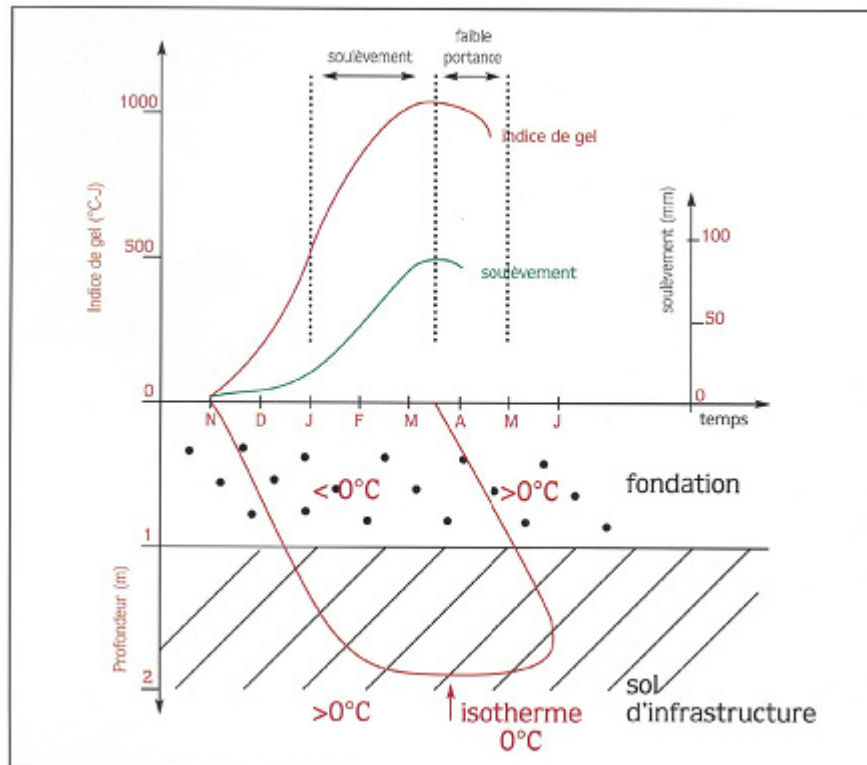 faible
soulèvement portance
1000
indice de gel
Indice de gel (°C-J)
soulèvement (mm)
100
500
soulèvement
50
0
0
N D J F M A M J temps
<0°C >0°C fondation
1
Profondeur (m)
2
sol
>0°C isotherme d'infrastructure
0°C